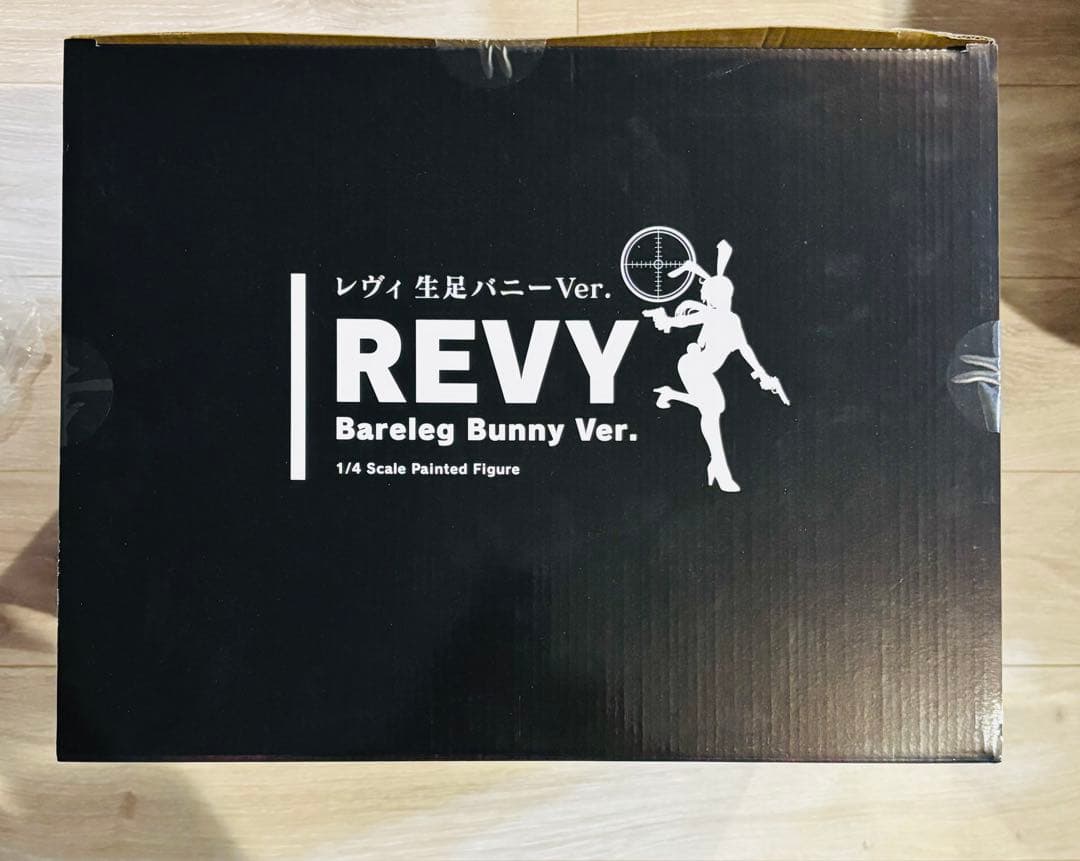 レヴィ 生足バニーVer.
REVY
Bareleg Bunny Ver.
1/4 Scale Painted Figure